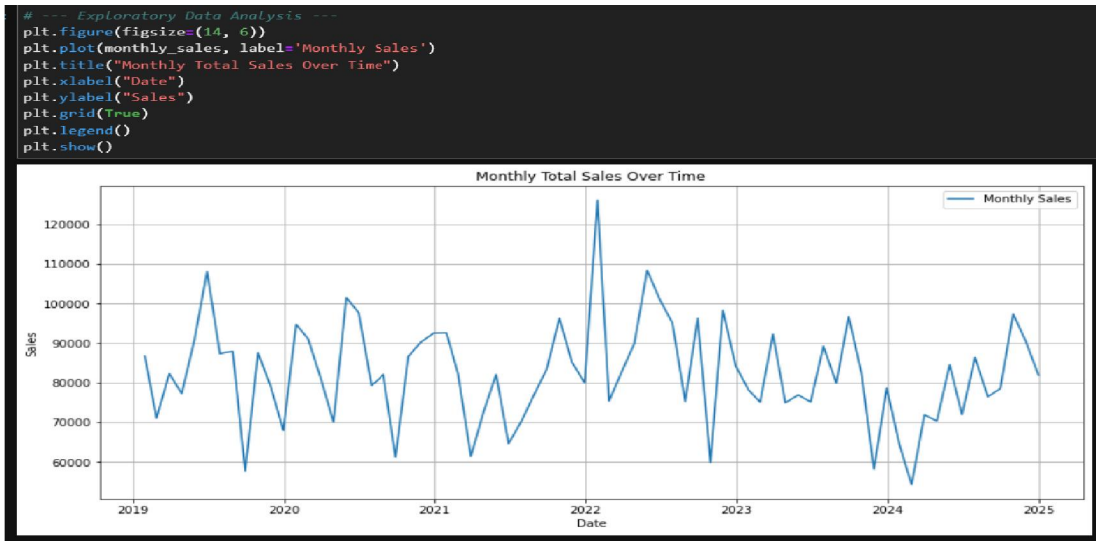 # --- Exploratory Data Analysis ---
plt.figure(figsize=(14, 6))
plt.plot(monthly_sales, label='Monthly Sales')
plt.title("Monthly Total Sales Over Time")
plt.xlabel("Date")
plt.ylabel("Sales")
plt.grid(True)
plt.legend()
plt.show()
Monthly Total Sales Over Time
Monthly Sales
120000
110000
100000
90000
80000
70000
60000
Sales
2019 2020 2021 2022 2023 2024 2025
Date